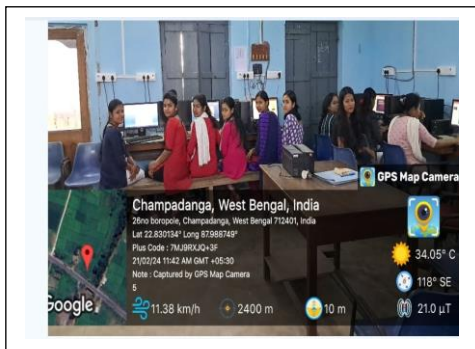 GPS Map Camera
Champadanga, West Bengal, India
26no boropole, Champadanga, West Bengal 712401, India
Lat 22.830134° Long 87.988749°
Plus Code : 7MJ9RXJQ+3F
21/02/24 11:42 AM GMT +05:30
Note : Captured by GPS Map Camera
5
34.05° C
118° SE
Google
11.38 km/h
2400 m
10 m
21.0 µT